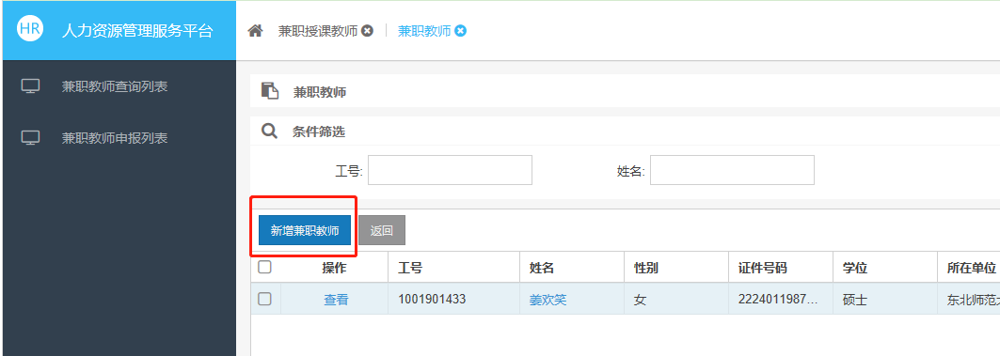 HR 人力资源管理服务平台 兼职授课教师 兼职教师
兼职教师查询列表
兼职教师申报列表
兼职教师
条件筛选
工号: 姓名:
新增兼职教师 返回
操作 工号 姓名 性别 证件号码 学位 所在单位
查看 1001901433 姜欢笑 女 2224011987... 硕士 东北师范大